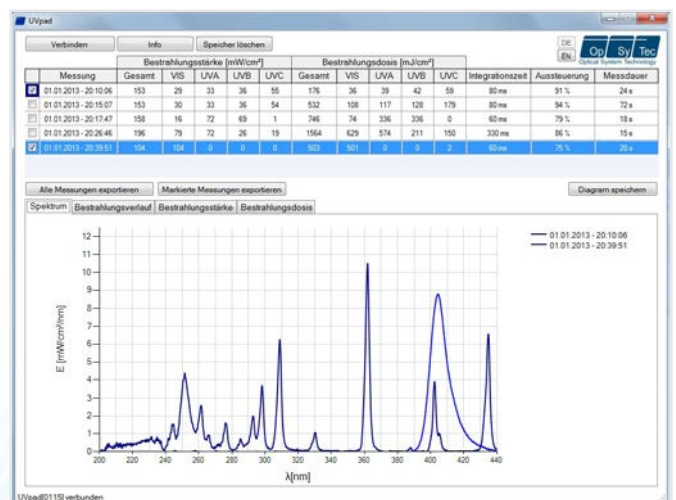 UVpad
Verbinden Info Speicher löschen DE
EN
Op Sy Tec
Optical System Technology
Bestrahlungsstärke [mW/cm²] Bestrahlungsdosis [mJ/cm²]
Messung Gesamt VIS UVA UVB UVC Gesamt VIS UVA UVB UVC Integrationszeit Aussteuerung Messdauer
01.01.2013 - 20:10:06 153 29 33 36 55 176 36 39 42 59 80 ms 91 % 24 s
01.01.2013 - 20:15:07 153 30 33 36 54 532 108 117 128 179 80 ms 94 % 72 s
01.01.2013 - 20:17:47 158 16 72 69 1 746 74 336 336 0 60 ms 79 % 18 s
01.01.2013 - 20:26:46 196 79 72 26 19 1564 629 574 211 150 330 ms 86 % 15 s
01.01.2013 - 20:39:51 104 104 0 0 0 503 501 0 0 2 60 ms 75 % 28 s
Alle Messungen exportieren Markierte Messungen exportieren Diagram speichern
Spektrum Bestrahlungsverlauf Bestrahlungsstärke Bestrahlungsdosis
01.01.2013 - 20:10:06
01.01.2013 - 20:39:51
E [mW/cm²/nm]
12
11
10
9
8
7
6
5
4
3
2
1
0
200 220 240 260 280 300 320 340 360 380 400 420 440
λ[nm]
UVpad[0115] verbunden